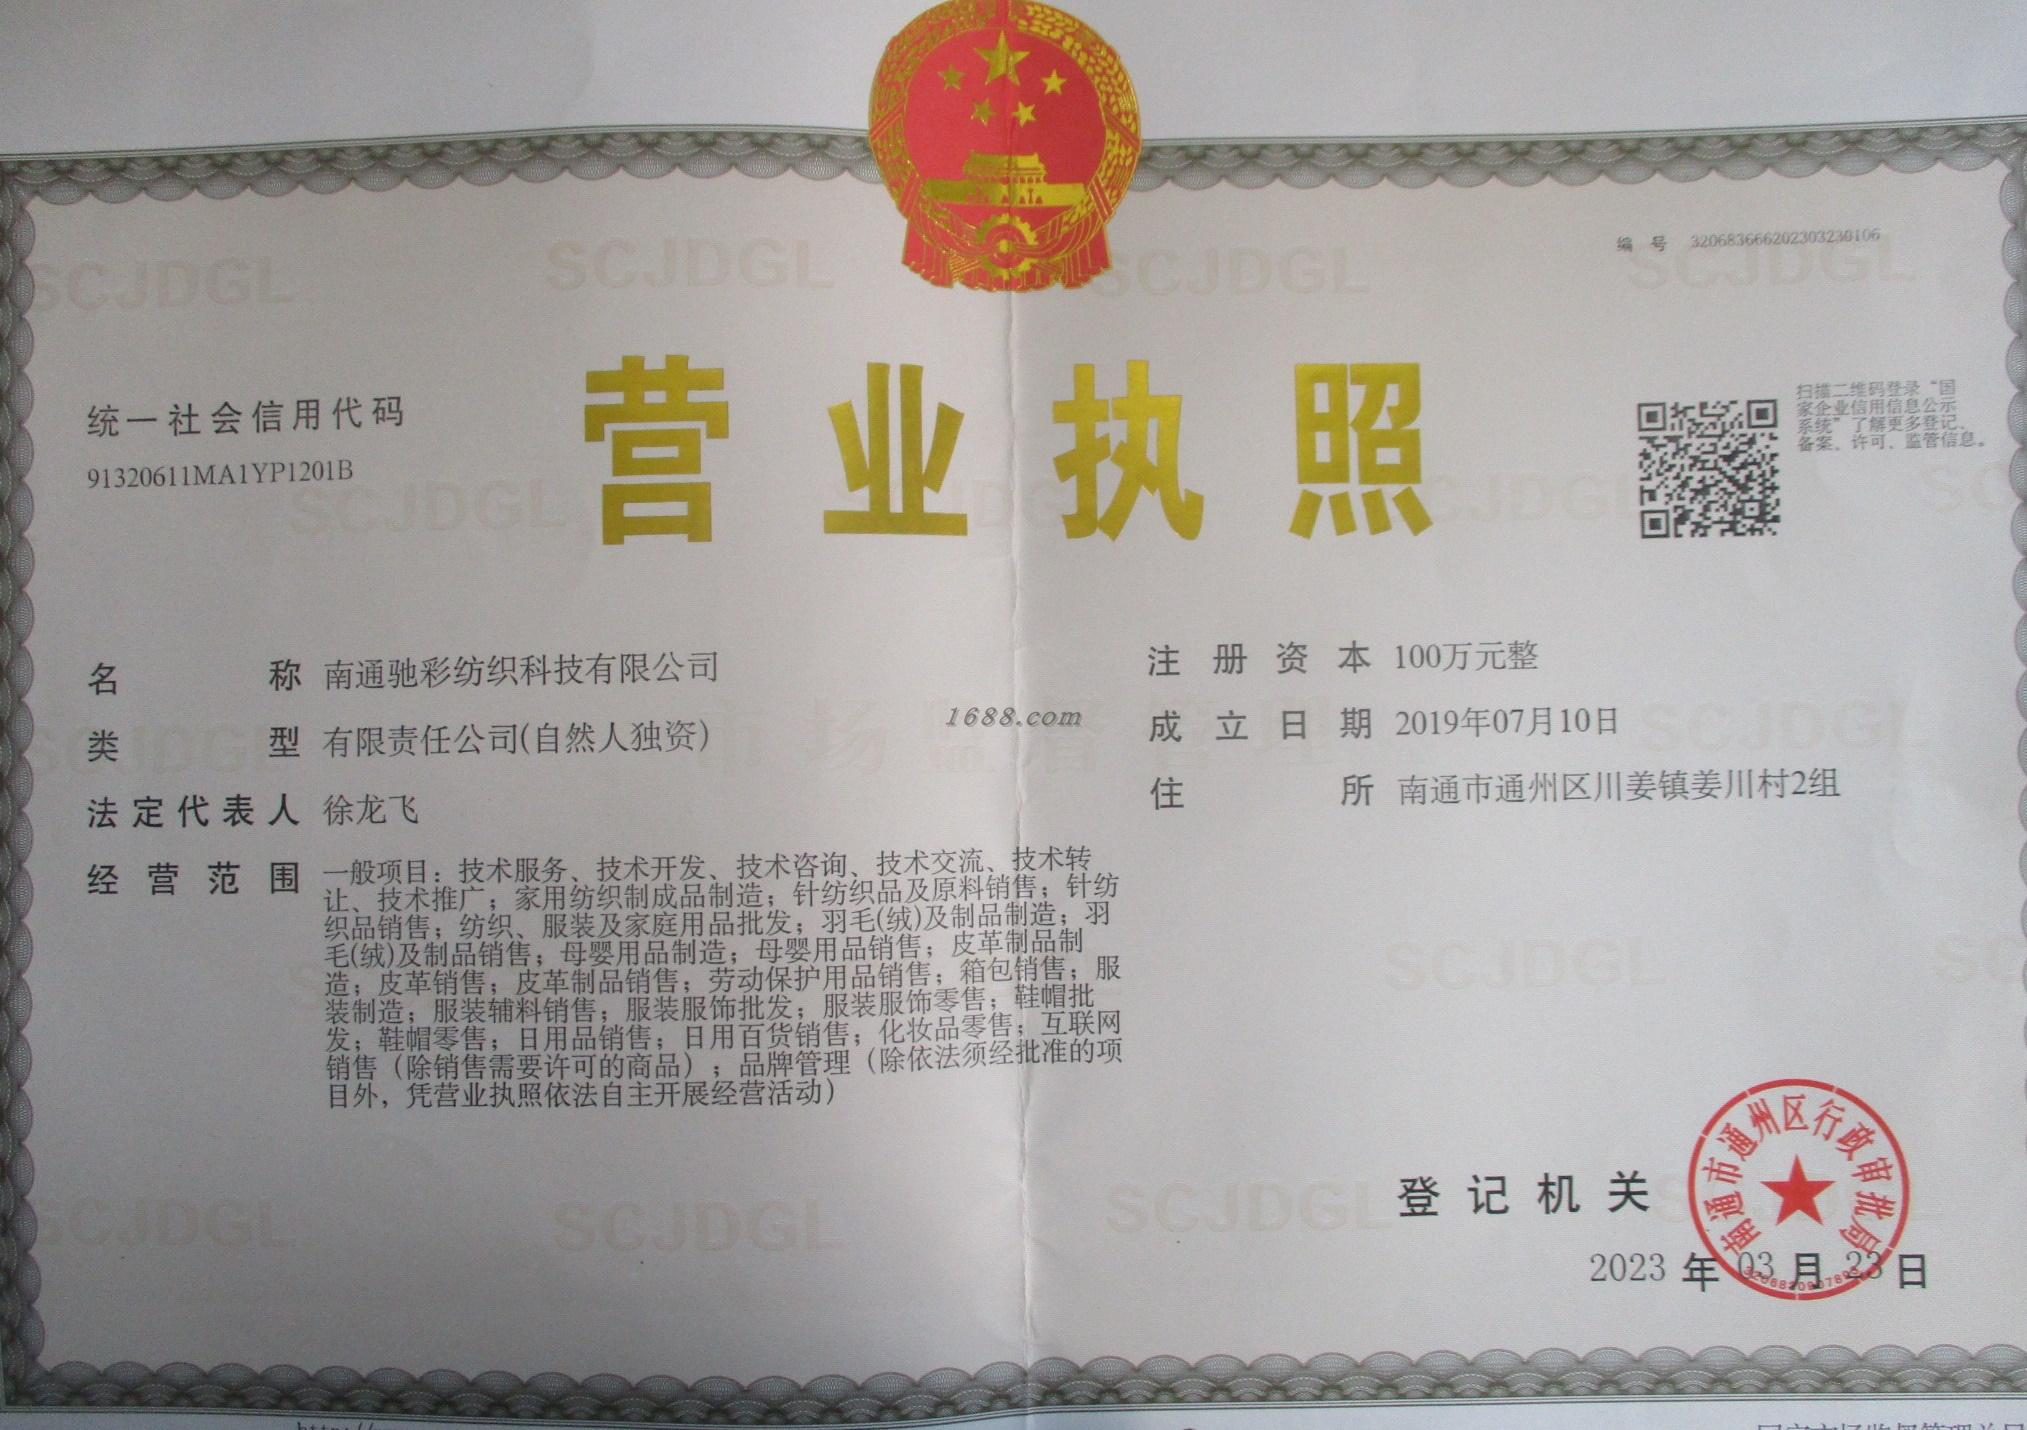 编号 320683666202303230106
营业执照
统一社会信用代码
91320611MA1YP1201B
扫描二维码登录“国
家企业信用信息公示
系统”了解更多登记、
备案、许可、监管信息。
名称 南通驰彩纺织科技有限公司
类型 有限责任公司(自然人独资)
法定代表人 徐龙飞
经营范围 一般项目：技术服务、技术开发、技术咨询、技术交流、技术转
让、技术推广；家用纺织制成品制造；针纺织品及原料销售；针纺
织品销售；纺织、服装及家庭用品批发；羽毛(绒)及制品制造；羽
毛(绒)及制品销售；母婴用品制造；母婴用品销售；皮革制品制
造；皮革销售；皮革制品销售；劳动保护用品销售；箱包销售；服
装制造；服装辅料销售；服装服饰批发；服装服饰零售；鞋帽批
发；鞋帽零售；日用品销售；日用百货销售；化妆品零售；互联网
销售（除销售需要许可的商品）；品牌管理（除依法须经批准的项
目外，凭营业执照依法自主开展经营活动）
注册资本 100万元整
成立日期 2019年07月10日
住所 南通市通州区川姜镇姜川村2组
1688.com
市场监督管理
SCJDGL
登记机关
南通市通州区行政审批局
2023年03月23日
http://